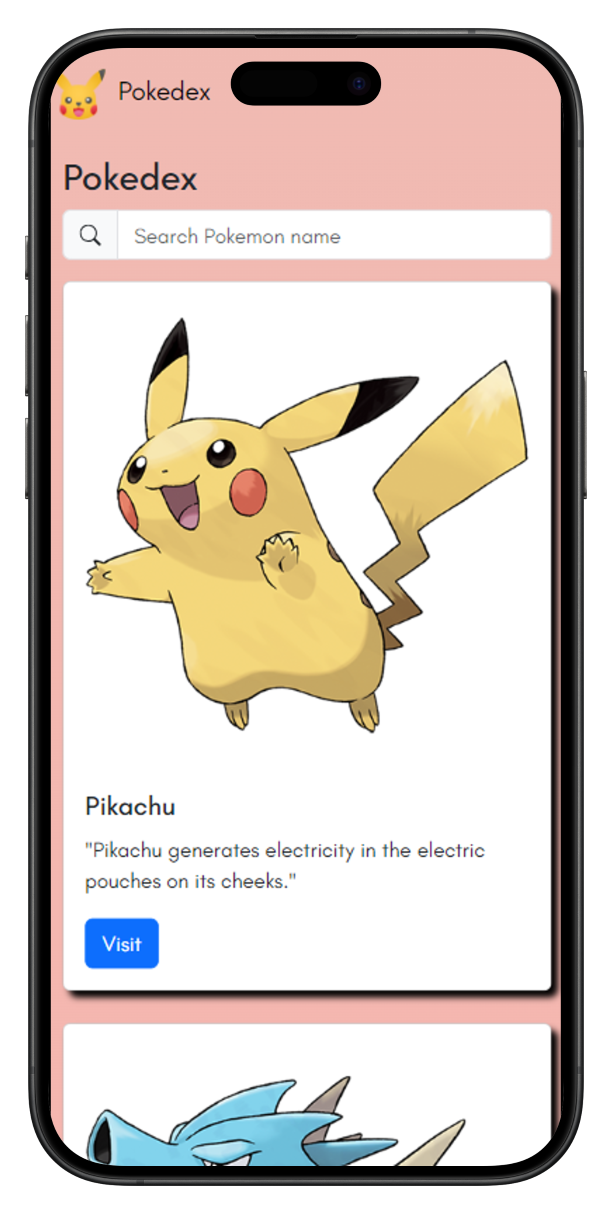 Pokedex
Pokedex
Search Pokemon name
Pikachu
"Pikachu generates electricity in the electric
pouches on its cheeks."
Visit